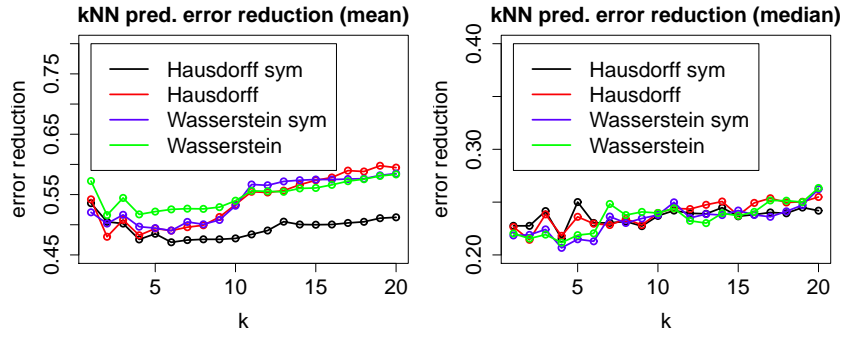 kNN pred. error reduction (mean)
error reduction
0.75
0.65
0.55
0.45
Hausdorff sym
Hausdorff
Wasserstein sym
Wasserstein
5
10
15
20
k
kNN pred. error reduction (median)
error reduction
0.40
0.30
0.20
Hausdorff sym
Hausdorff
Wasserstein sym
Wasserstein
5
10
15
20
k